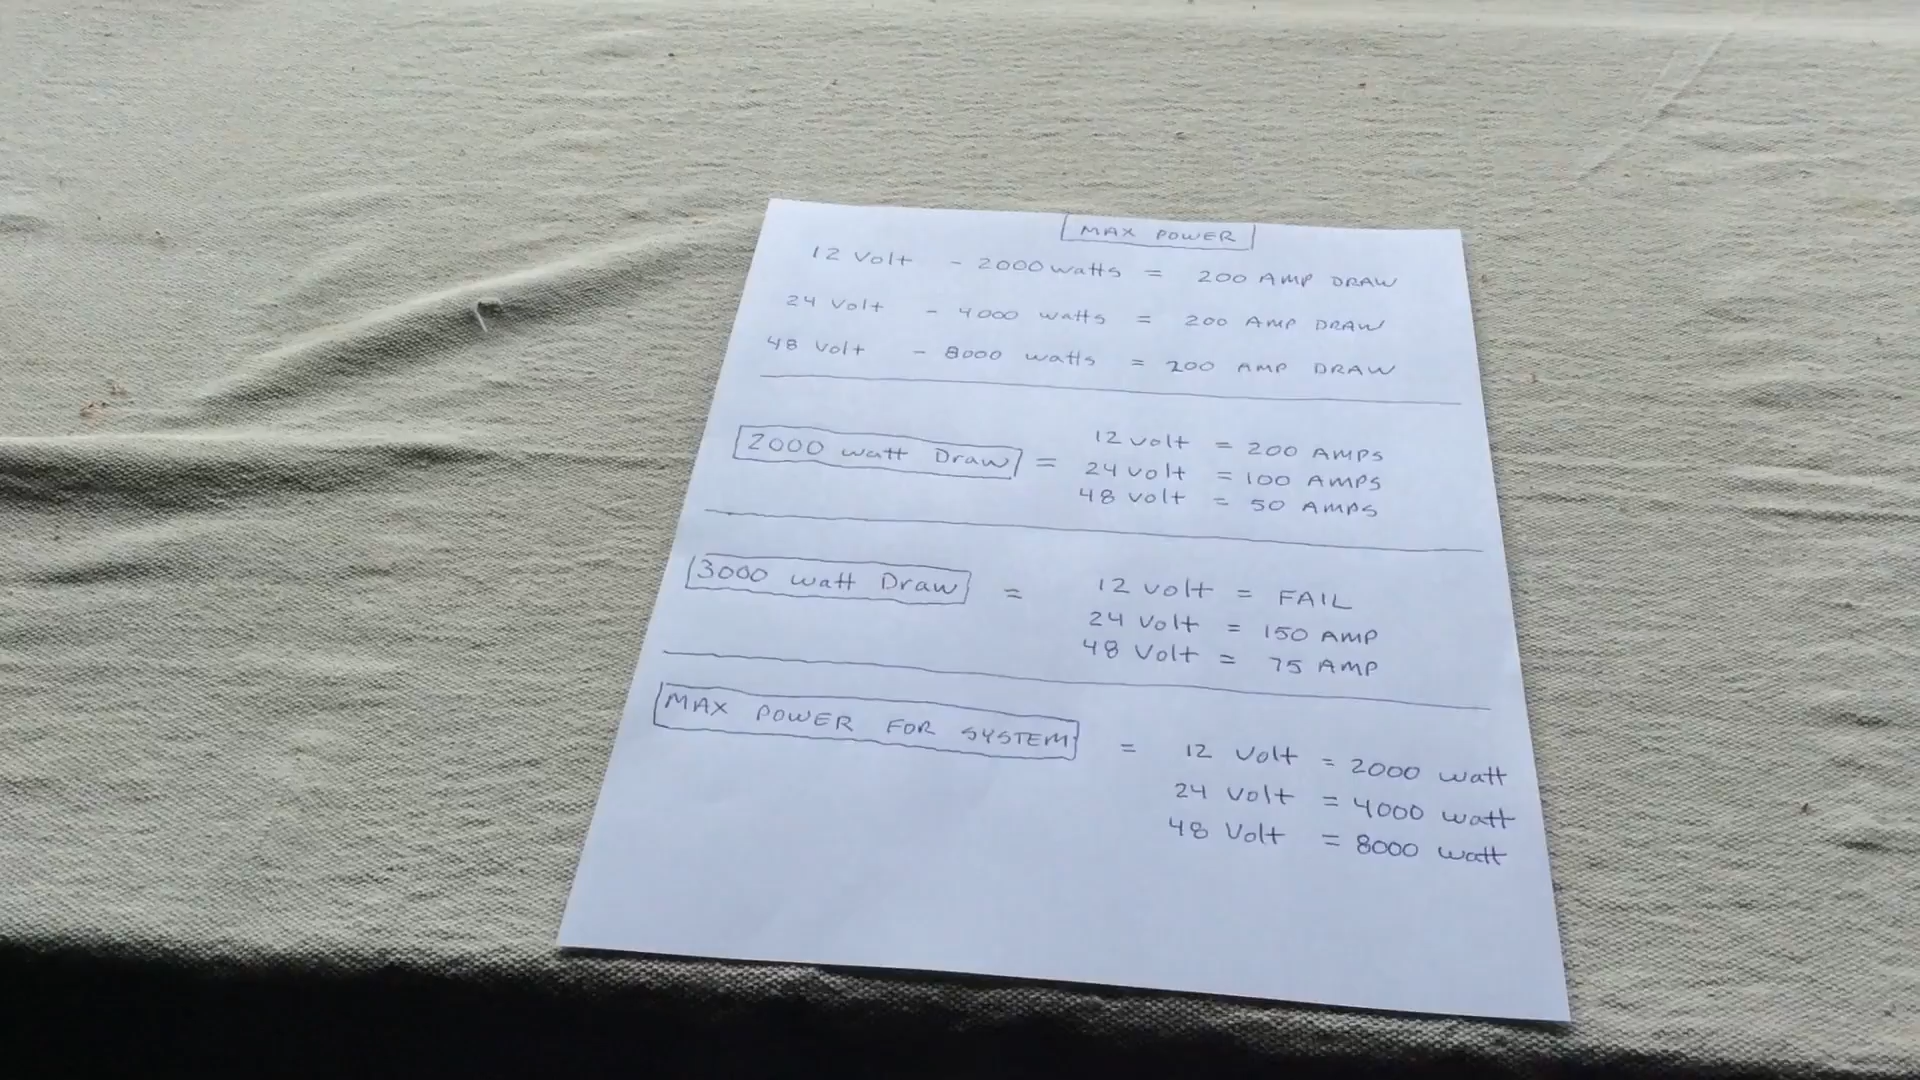 MAX POWER
12 Volt - 2000 watts = 200 AMP DRAW
24 Volt - 4000 watts = 200 AMP DRAW
48 Volt - 8000 watts = 200 AMP DRAW
2000 watt Draw = 12 volt = 200 AMPS
24 volt = 100 AMPS
48 volt = 50 AMPS
3000 watt Draw = 12 volt = FAIL
24 Volt = 150 AMP
48 Volt = 75 AMP
MAX POWER FOR SYSTEM = 12 Volt = 2000 watt
24 Volt = 4000 watt
48 Volt = 8000 watt